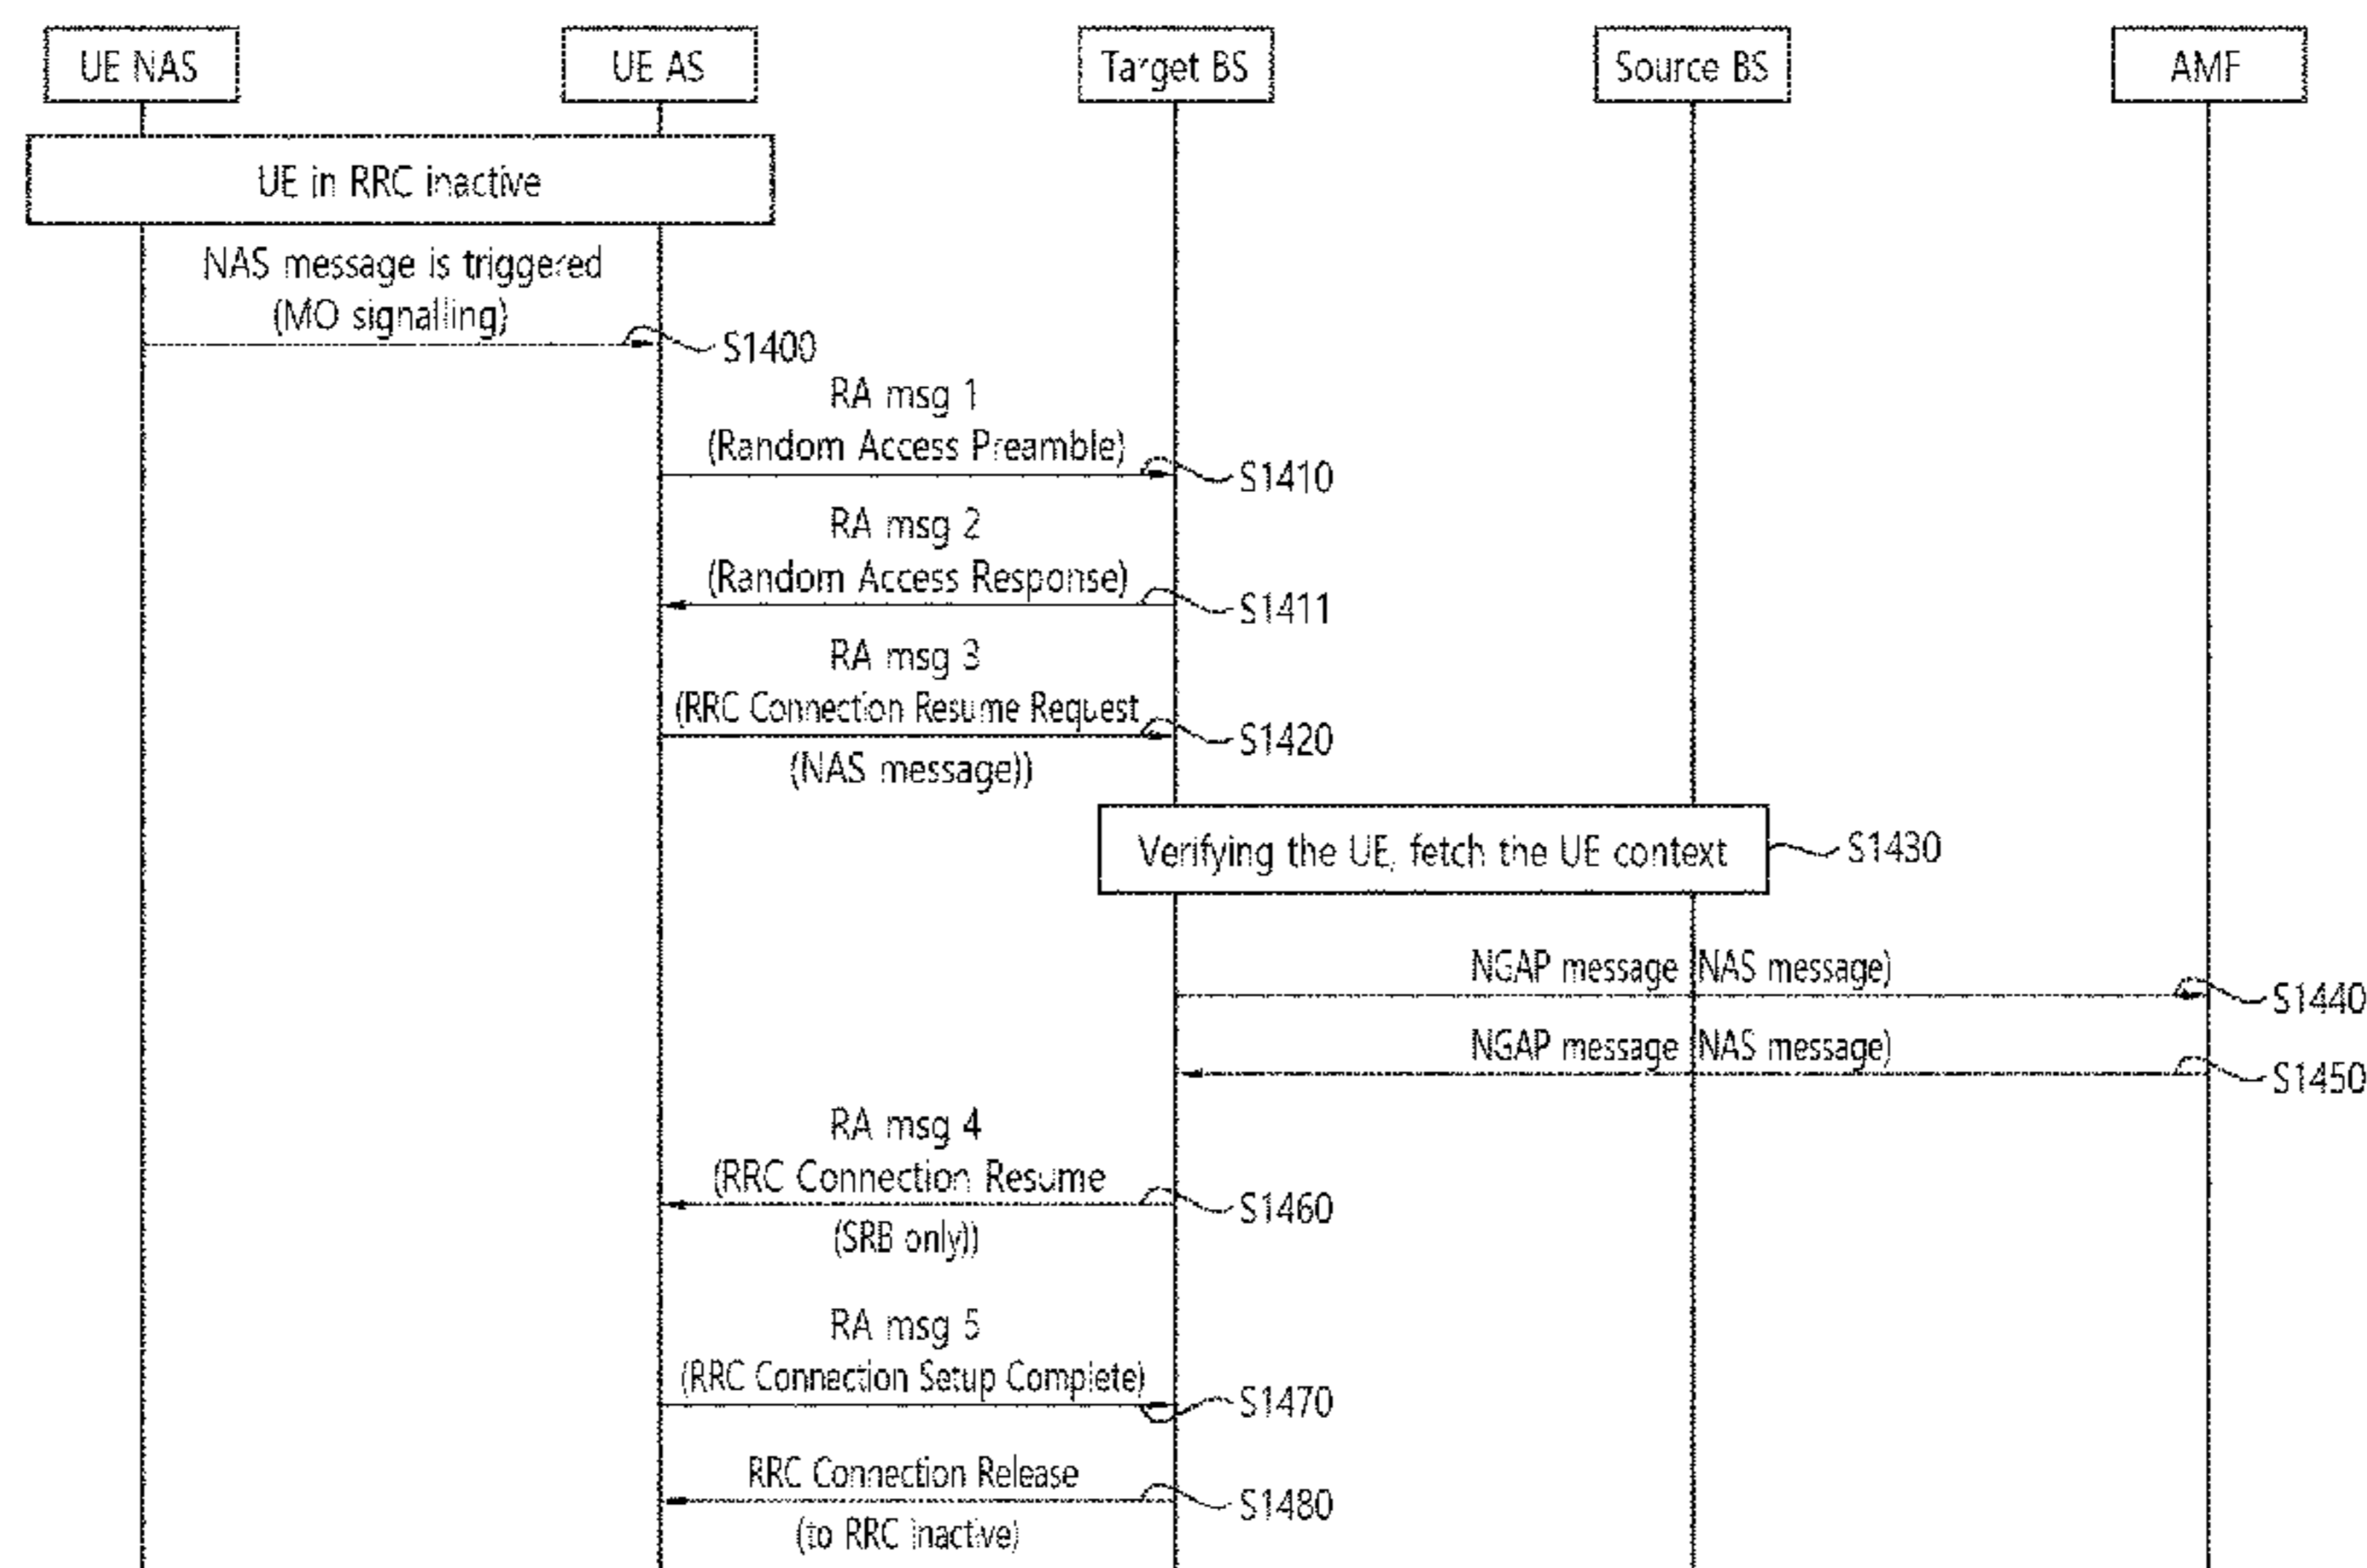 UE NAS
UE AS
Target BS
Source BS
AMF
UE in RRC inactive
NAS message is triggered
(MO signalling)
S1400
RA msg 1
(Random Access Preamble)
S1410
RA msg 2
(Random Access Response)
S1411
RA msg 3
(RRC Connection Resume Request
S1420
(NAS message))
Verifying the UE, fetch the UE context
S1430
NGAP message (NAS message)
S1440
NGAP message (NAS message)
S1450
RA msg 4
(RRC Connection Resume
S1460
(SRB only))
RA msg 5
(RRC Connection Setup Complete)
S1470
RRC Connection Release
S1480
(to RRC inactive)